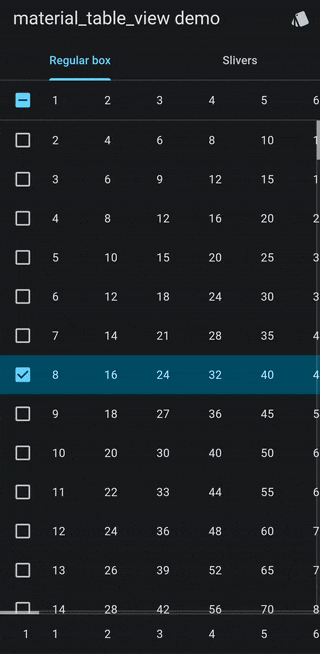 material_table_view demo
Regular box Slivers
1 2 3 4 5 6
2 4 6 8 10
3 6 9 12 15
4 8 12 16 20
5 10 15 20 25
6 12 18 24 30
7 14 21 28 35
8 16 24 32 40
9 18 27 36 45
10 20 30 40 50
11 22 33 44 55
12 24 36 48 60
13 26 39 52 65
14 28 42 56 70
1 1 2 3 4 5 6